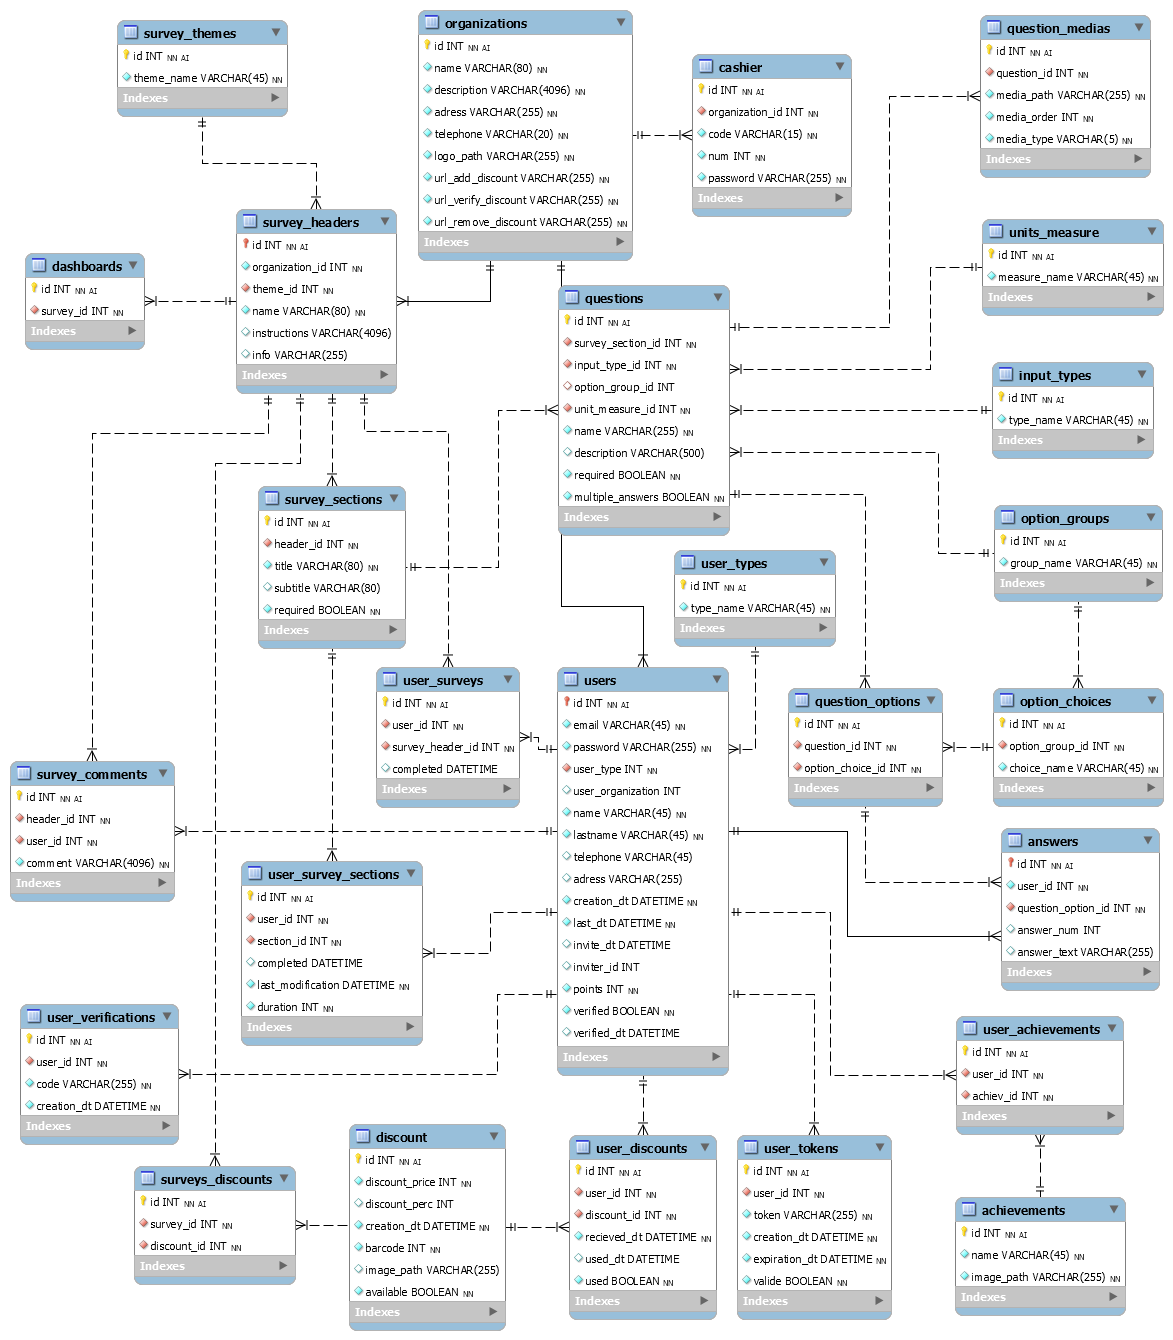 survey_themes
id INT NN AI
theme_name VARCHAR(45) NN
Indexes
organizations
id INT NN AI
name VARCHAR(80) NN
description VARCHAR(4096) NN
adress VARCHAR(255) NN
telephone VARCHAR(20) NN
logo_path VARCHAR(255) NN
url_add_discount VARCHAR(255) NN
url_verify_discount VARCHAR(255) NN
url_remove_discount VARCHAR(255) NN
Indexes
cashier
id INT NN AI
organization_id INT NN
code VARCHAR(15) NN
num INT NN
password VARCHAR(255) NN
Indexes
question_medias
id INT NN AI
question_id INT NN
media_path VARCHAR(255) NN
media_order INT NN
media_type VARCHAR(5) NN
Indexes
survey_headers
id INT NN AI
organization_id INT NN
theme_id INT NN
name VARCHAR(80) NN
instructions VARCHAR(4096)
info VARCHAR(255)
Indexes
dashboards
id INT NN AI
survey_id INT NN
Indexes
questions
id INT NN AI
survey_section_id INT NN
input_type_id INT NN
option_group_id INT
unit_measure_id INT NN
name VARCHAR(255) NN
description VARCHAR(500)
required BOOLEAN NN
multiple_answers BOOLEAN NN
Indexes
units_measure
id INT NN AI
measure_name VARCHAR(45) NN
Indexes
input_types
id INT NN AI
type_name VARCHAR(45) NN
Indexes
survey_sections
id INT NN AI
header_id INT NN
title VARCHAR(80) NN
subtitle VARCHAR(80)
required BOOLEAN NN
Indexes
option_groups
id INT NN AI
group_name VARCHAR(45) NN
Indexes
user_types
id INT NN AI
type_name VARCHAR(45) NN
Indexes
user_surveys
id INT NN AI
user_id INT NN
survey_header_id INT NN
completed DATETIME
Indexes
users
id INT NN AI
email VARCHAR(45) NN
password VARCHAR(255) NN
user_type INT NN
user_organization INT
name VARCHAR(45) NN
lastname VARCHAR(45) NN
telephone VARCHAR(45)
adress VARCHAR(255)
creation_dt DATETIME NN
last_dt DATETIME NN
invite_dt DATETIME
inviter_id INT
points INT NN
verified BOOLEAN NN
verified_dt DATETIME
Indexes
question_options
id INT NN AI
question_id INT NN
option_choice_id INT NN
Indexes
option_choices
id INT NN AI
option_group_id INT NN
choice_name VARCHAR(45) NN
Indexes
survey_comments
id INT NN AI
header_id INT NN
user_id INT NN
comment VARCHAR(4096) NN
Indexes
answers
id INT NN AI
user_id INT NN
question_option_id INT NN
answer_num INT
answer_text VARCHAR(255)
Indexes
user_survey_sections
id INT NN AI
user_id INT NN
section_id INT NN
completed DATETIME
last_modification DATETIME NN
duration INT NN
Indexes
user_verifications
id INT NN AI
user_id INT NN
code VARCHAR(255) NN
creation_dt DATETIME NN
Indexes
user_achievements
id INT NN AI
user_id INT NN
achiev_id INT NN
Indexes
discount
id INT NN AI
discount_price INT NN
discount_perc INT
creation_dt DATETIME NN
barcode INT NN
image_path VARCHAR(255)
available BOOLEAN NN
Indexes
user_discounts
id INT NN AI
user_id INT NN
discount_id INT NN
recieved_dt DATETIME NN
used_dt DATETIME
used BOOLEAN NN
Indexes
user_tokens
id INT NN AI
user_id INT NN
token VARCHAR(255) NN
creation_dt DATETIME NN
expiration_dt DATETIME NN
valide BOOLEAN NN
Indexes
surveys_discounts
id INT NN AI
survey_id INT NN
discount_id INT NN
Indexes
achievements
id INT NN AI
name VARCHAR(45) NN
image_path VARCHAR(255) NN
Indexes